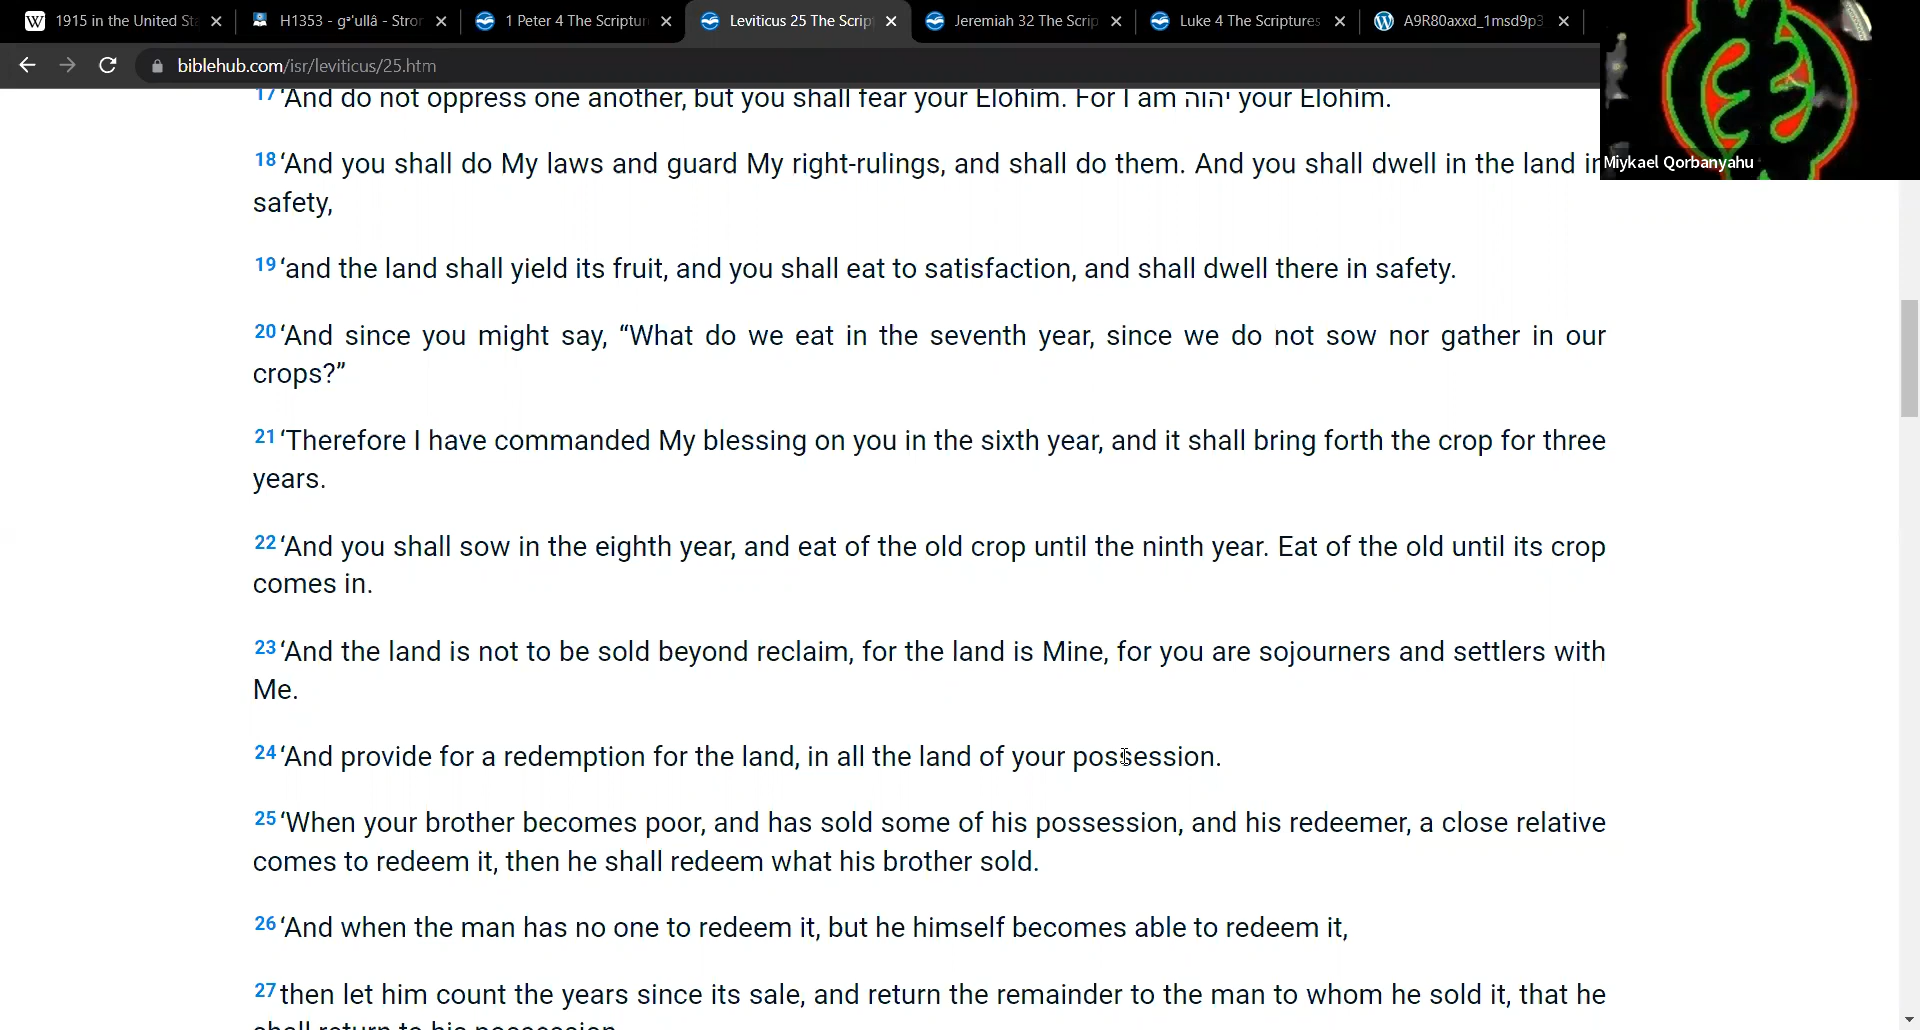 1915 in the United Sta
H1353 - gᵊ'ullâ - Stron
1 Peter 4 The Scriptur
Leviticus 25 The Script
Jeremiah 32 The Scrip
Luke 4 The Scriptures
A9R80axxd_1msd9p3
biblehub.com/isr/leviticus/25.htm
Miykael Qorbanyahu
17 ‘And do not oppress one another, but you shall fear your Elohim. For I am יהוה your Elohim.
18 ‘And you shall do My laws and guard My right-rulings, and shall do them. And you shall dwell in the land in
safety,
19 ‘and the land shall yield its fruit, and you shall eat to satisfaction, and shall dwell there in safety.
20 ‘And since you might say, “What do we eat in the seventh year, since we do not sow nor gather in our
crops?”
21 ‘Therefore I have commanded My blessing on you in the sixth year, and it shall bring forth the crop for three
years.
22 ‘And you shall sow in the eighth year, and eat of the old crop until the ninth year. Eat of the old until its crop
comes in.
23 ‘And the land is not to be sold beyond reclaim, for the land is Mine, for you are sojourners and settlers with
Me.
24 ‘And provide for a redemption for the land, in all the land of your possession.
25 ‘When your brother becomes poor, and has sold some of his possession, and his redeemer, a close relative
comes to redeem it, then he shall redeem what his brother sold.
26 ‘And when the man has no one to redeem it, but he himself becomes able to redeem it,
27 then let him count the years since its sale, and return the remainder to the man to whom he sold it, that he
shall return to his possession.